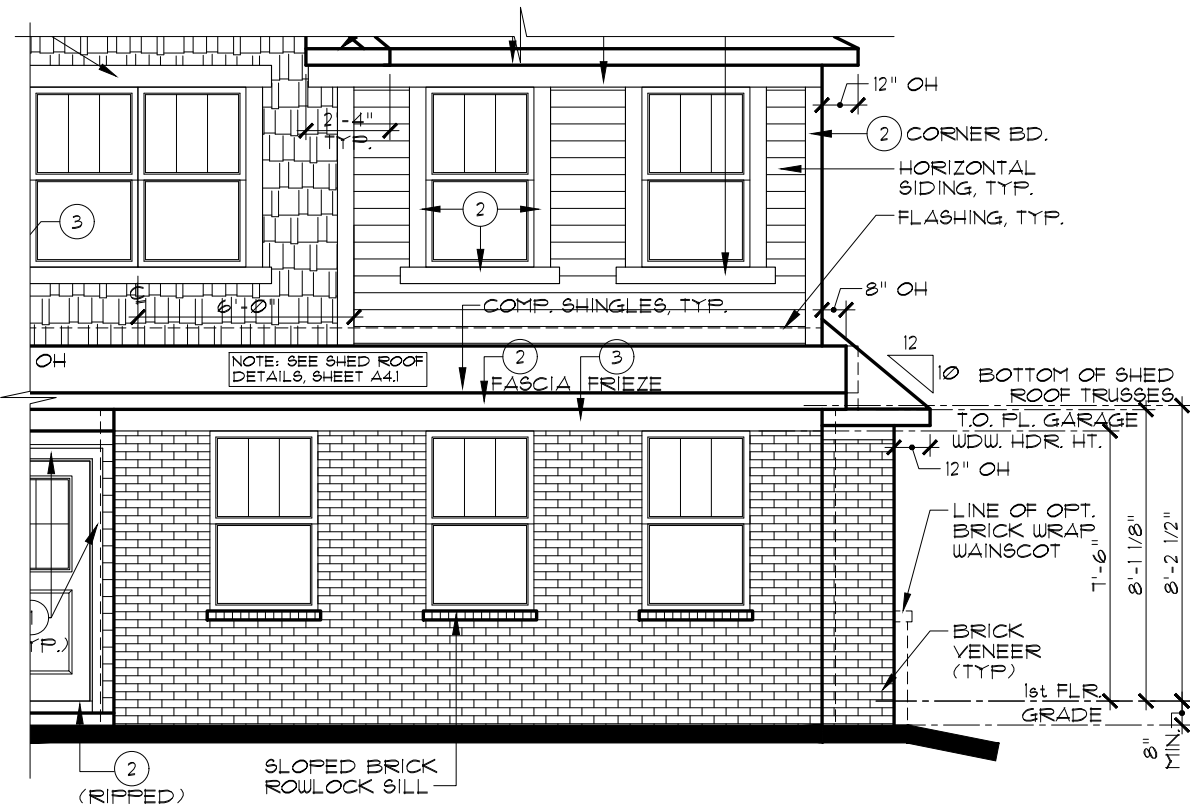 12" OH
2'-4"
TYP.
2 CORNER BD.
HORIZONTAL
SIDING, TYP.
3
2
FLASHING, TYP.
8" OH
℄
6'-0"
COMP. SHINGLES, TYP.
OH
NOTE: SEE SHED ROOF
DETAILS, SHEET A4.1
2
FASCIA
3
FRIEZE
12
10
BOTTOM OF SHED
ROOF TRUSSES
T.O. PL. GARAGE
WDW. HDR. HT.
12" OH
LINE OF OPT.
BRICK WRAP
WAINSCOT
7'-6"
8'-1 1/8"
8'-2 1/2"
1
YP.)
BRICK
VENEER
(TYP)
1st FLR.
GRADE
8"
MIN.
2
(RIPPED)
SLOPED BRICK
ROWLOCK SILL